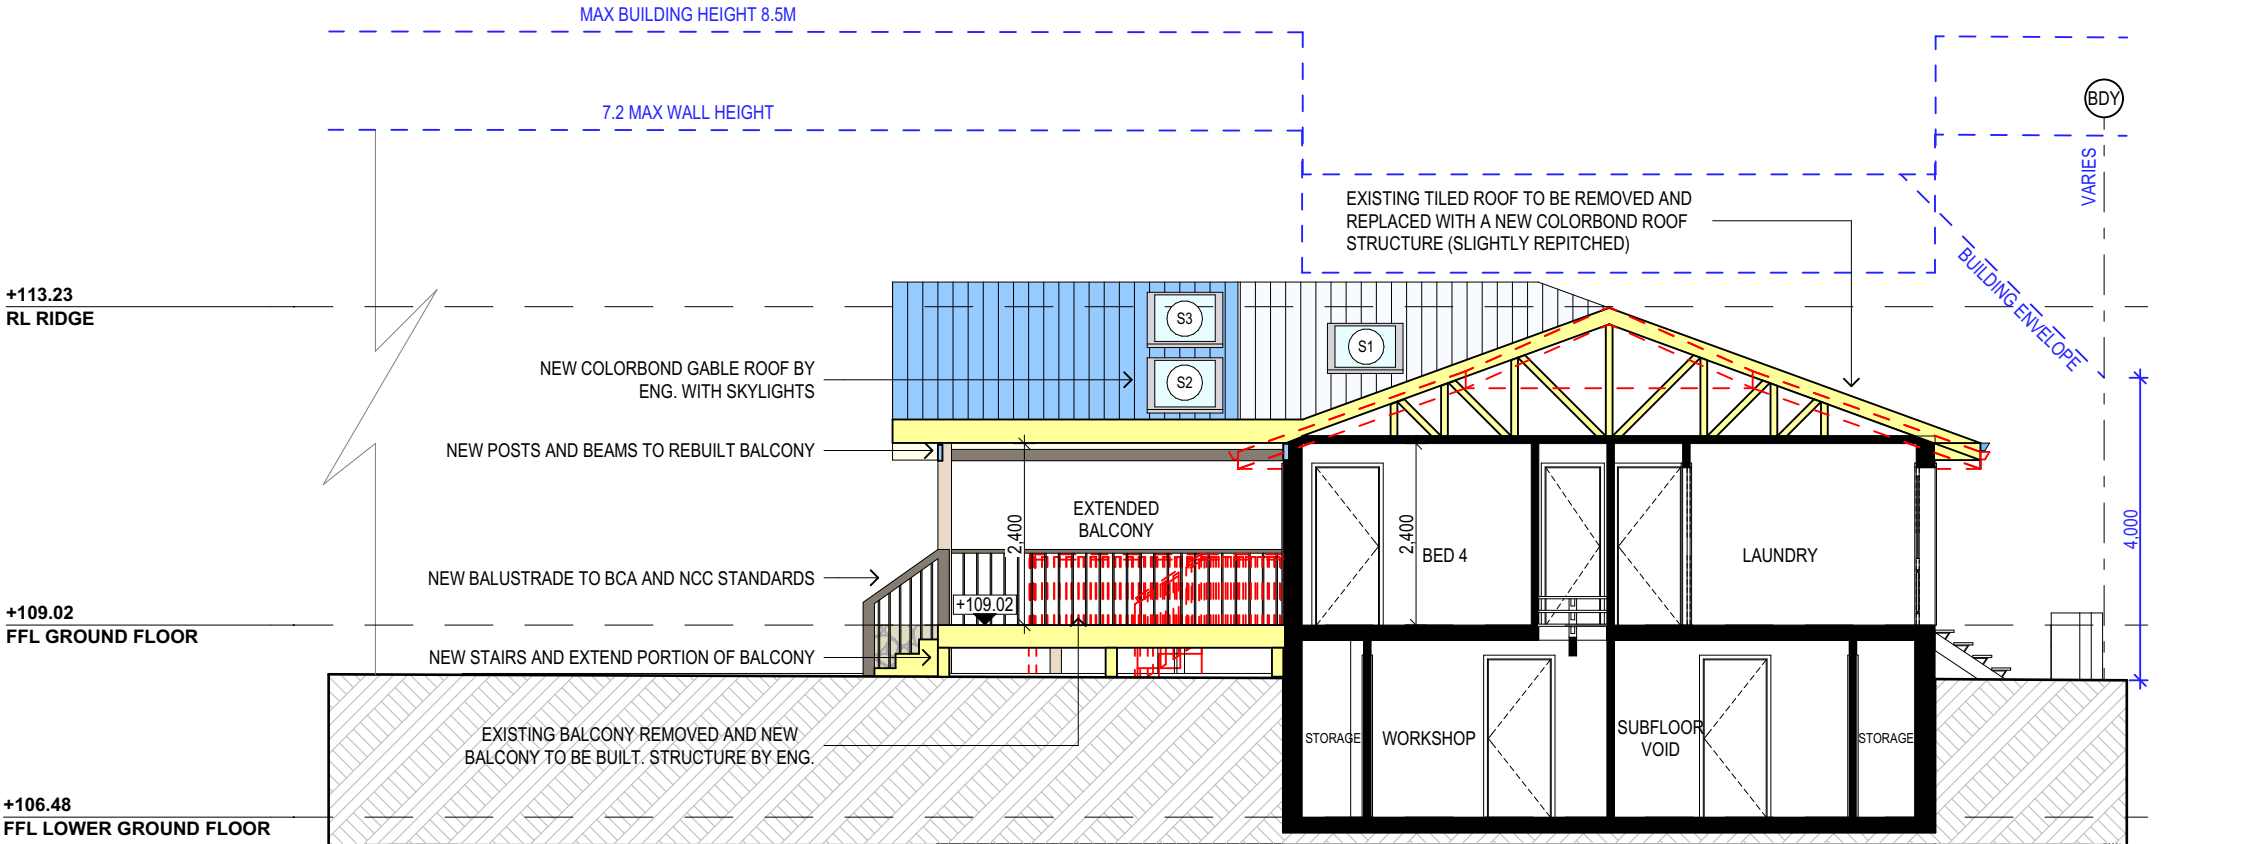 MAX BUILDING HEIGHT 8.5M
7.2 MAX WALL HEIGHT
BDY
VARIES
EXISTING TILED ROOF TO BE REMOVED AND
REPLACED WITH A NEW COLORBOND ROOF
STRUCTURE (SLIGHTLY REPITCHED)
BUILDING ENVELOPE
+113.23
RL RIDGE
S3
S1
S2
NEW COLORBOND GABLE ROOF BY
ENG. WITH SKYLIGHTS
NEW POSTS AND BEAMS TO REBUILT BALCONY
EXTENDED
BALCONY
2,400
2,400
BED 4
LAUNDRY
4,000
NEW BALUSTRADE TO BCA AND NCC STANDARDS
+109.02
+109.02
FFL GROUND FLOOR
NEW STAIRS AND EXTEND PORTION OF BALCONY
EXISTING BALCONY REMOVED AND NEW
BALCONY TO BE BUILT. STRUCTURE BY ENG.
STORAGE
WORKSHOP
SUBFLOOR
VOID
STORAGE
+106.48
FFL LOWER GROUND FLOOR